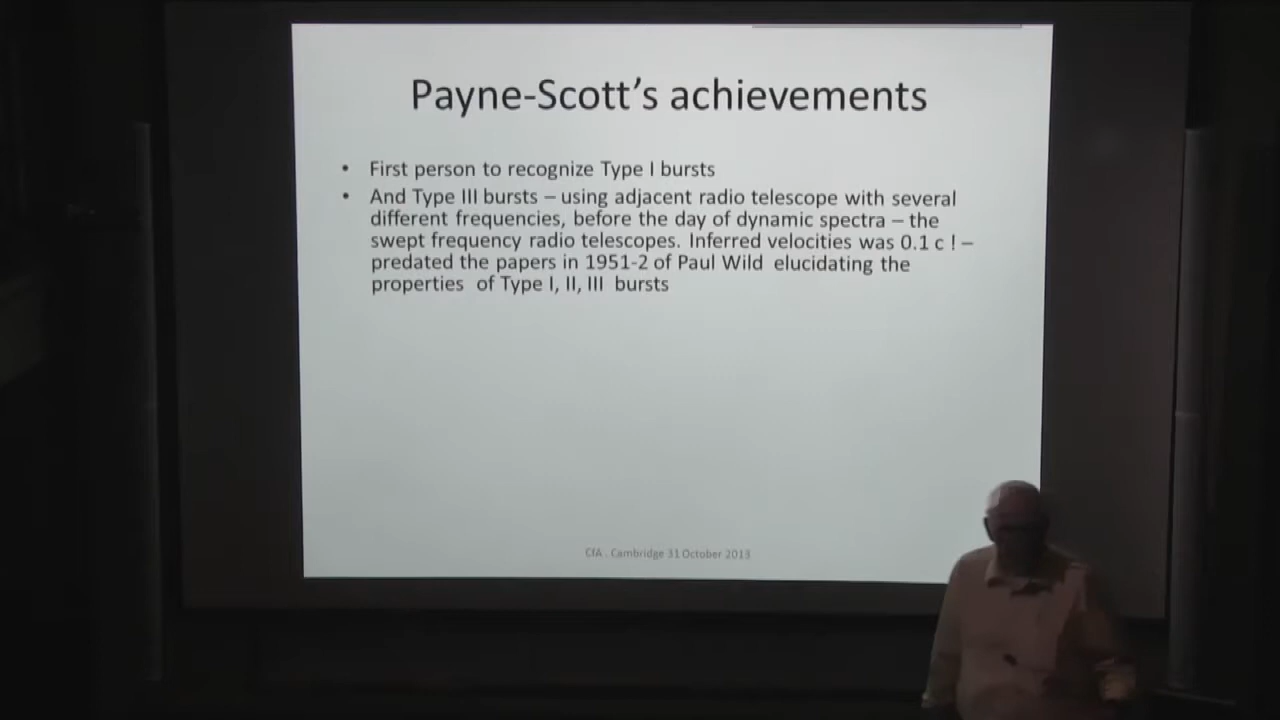 Payne-Scott's achievements
• First person to recognize Type I bursts
• And Type III bursts – using adjacent radio telescope with several
different frequencies, before the day of dynamic spectra – the
swept frequency radio telescopes. Inferred velocities was 0.1 c ! –
predated the papers in 1951-2 of Paul Wild elucidating the
properties of Type I, II, III bursts
CfA . Cambridge 31 October 2013